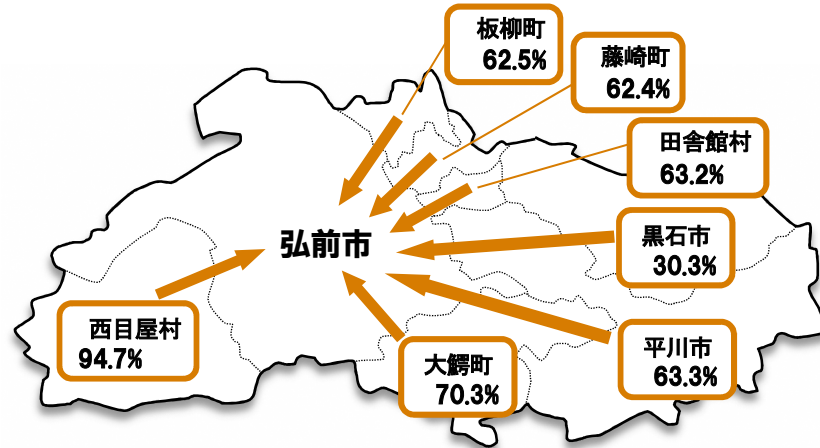 板柳町
62.5%
藤崎町
62.4%
田舎館村
63.2%
弘前市
黒石市
30.3%
西目屋村
94.7%
大鰐町
70.3%
平川市
63.3%